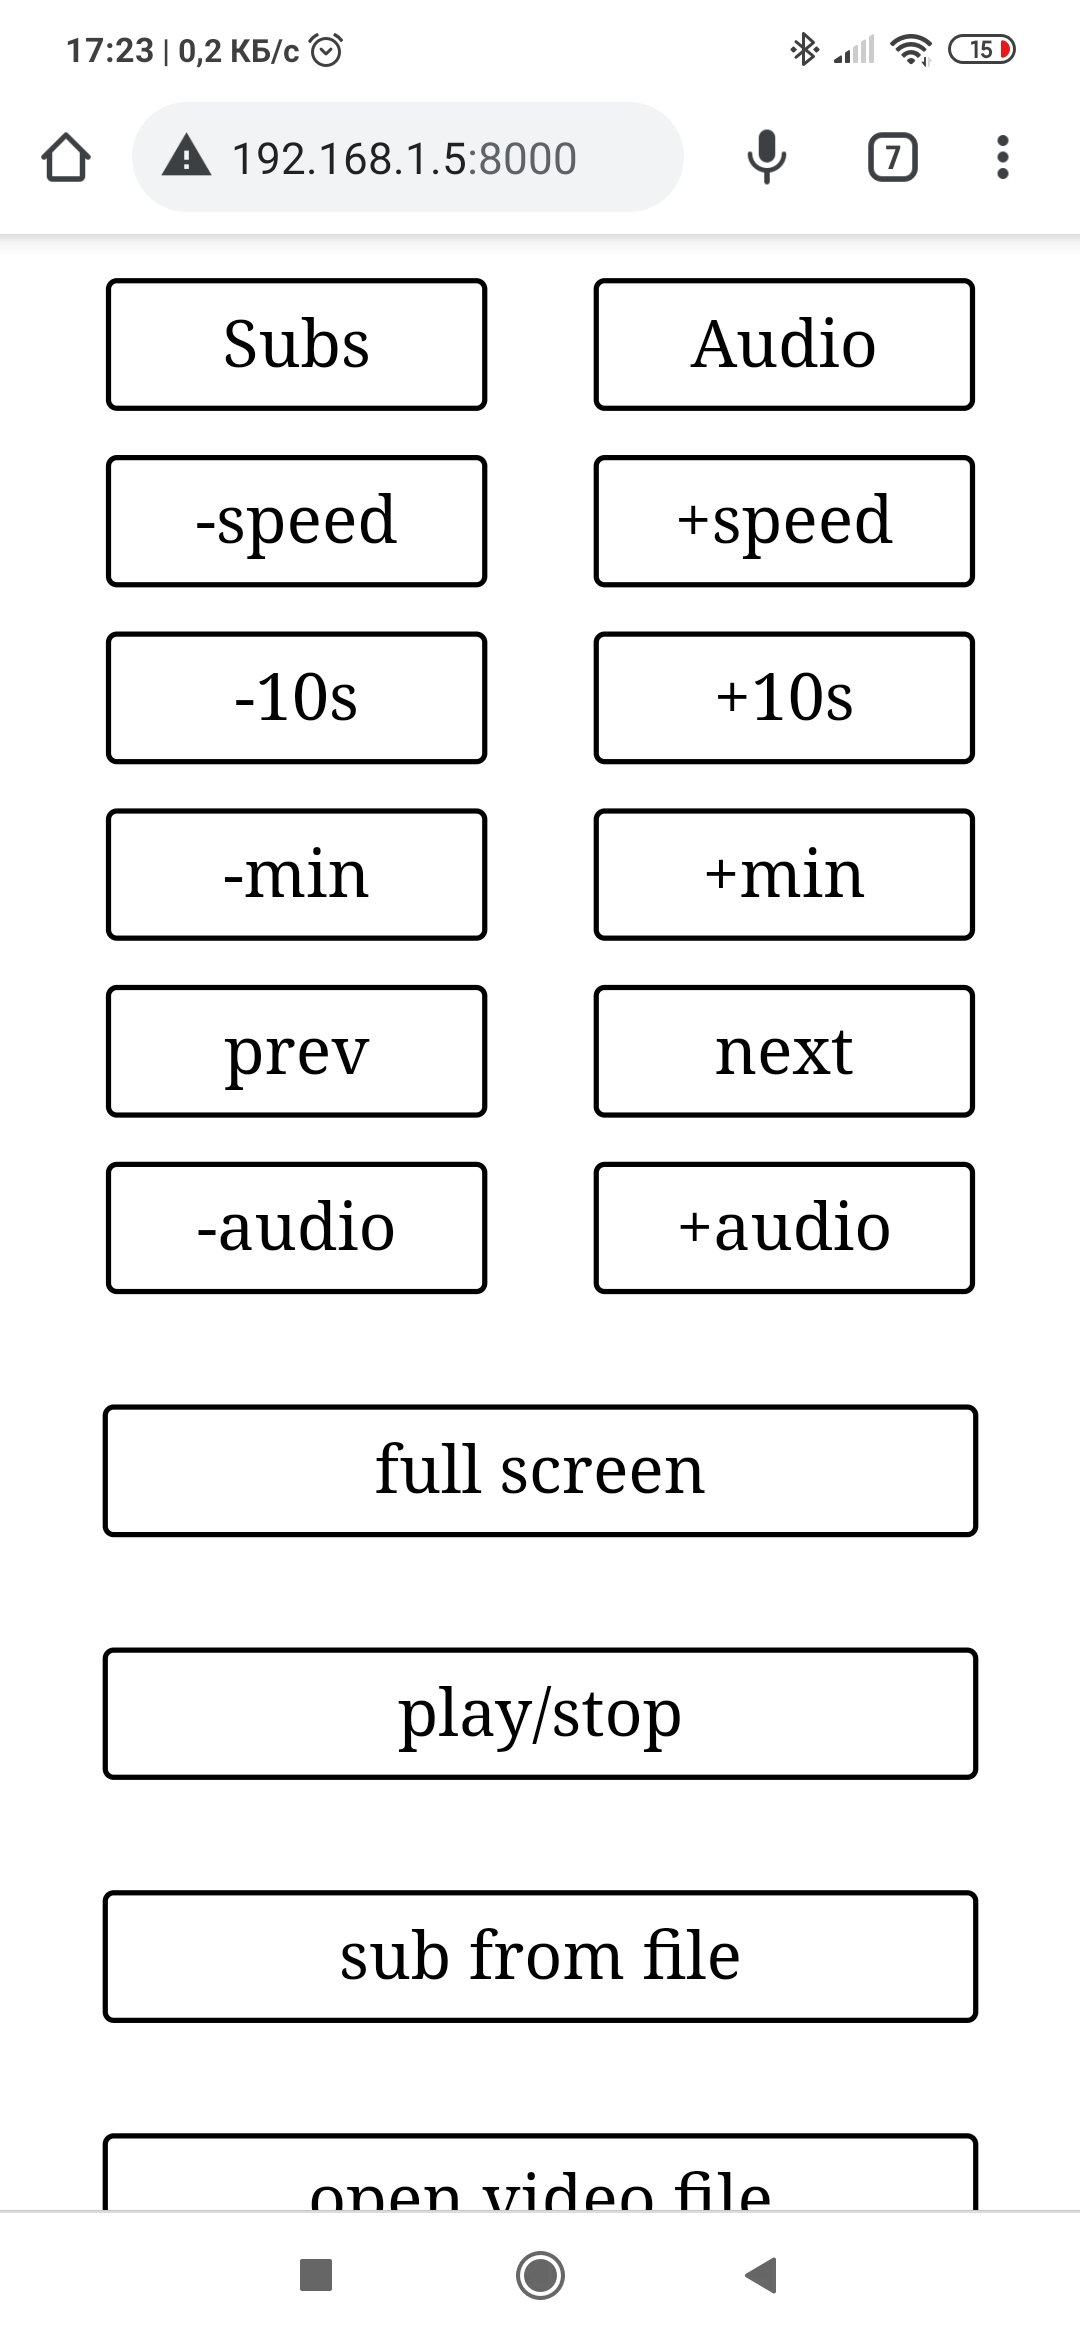 17:23 | 0,2 КБ/с 15
192.168.1.5:8000 7
Subs Audio
-speed +speed
-10s +10s
-min +min
prev next
-audio +audio
full screen
play/stop
sub from file
open video file